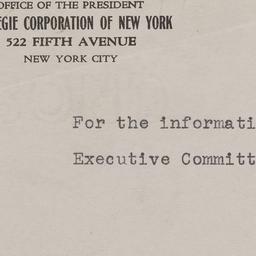 OFFICE OF THE PRESIDENT
EGIE CORPORATION OF NEW YORK
522 FIFTH AVENUE
NEW YORK CITY
For the informati
Executive Committ